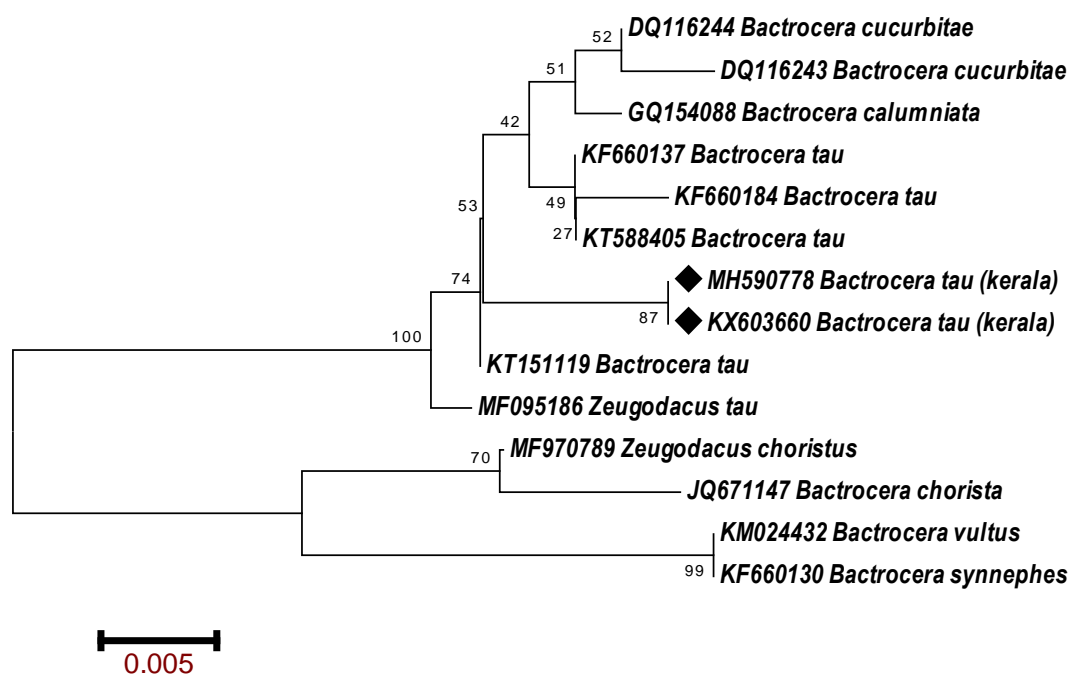 52 DQ116244 Bactrocera cucurbitae
DQ116243 Bactrocera cucurbitae
51
GQ154088 Bactrocera calumniata
42
KF660137 Bactrocera tau
KF660184 Bactrocera tau
49
27 KT588405 Bactrocera tau
53
MH590778 Bactrocera tau (kerala)
74
87 KX603660 Bactrocera tau (kerala)
100
KT151119 Bactrocera tau
MF095186 Zeugodacus tau
70 MF970789 Zeugodacus choristus
JQ671147 Bactrocera chorista
KM024432 Bactrocera vultus
99 KF660130 Bactrocera synnephes
0.005